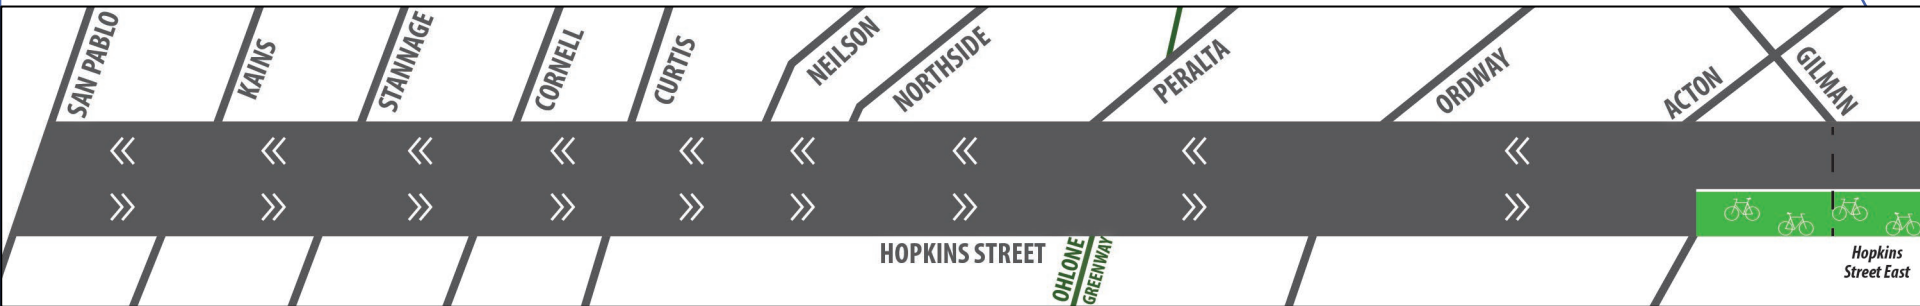 SAN PABLO
KAINS
STANNAGE
CORNELL
CURTIS
NEILSON
NORTHSIDE
PERALTA
ORDWAY
ACTON
GILMAN
HOPKINS STREET
OHLONE
GREENWAY
Hopkins
Street East